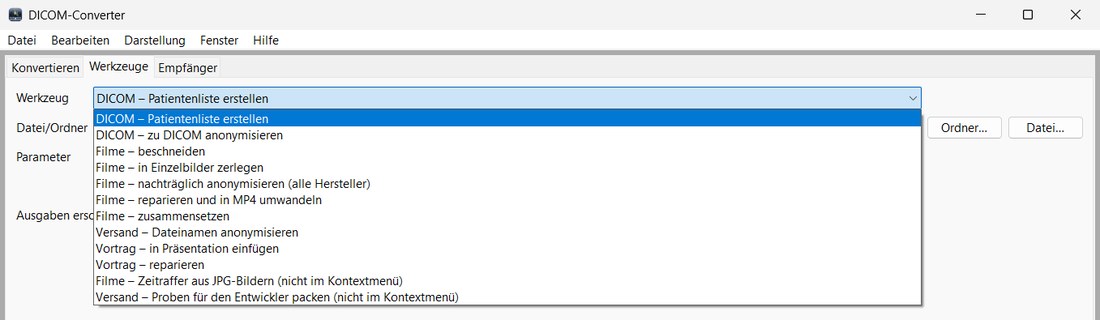 DICOM-Converter
Datei Bearbeiten Darstellung Fenster Hilfe
Konvertieren Werkzeuge Empfänger
Werkzeug DICOM – Patientenliste erstellen
DICOM – Patientenliste erstellen
Datei/Ordner Ordner... Datei...
DICOM – zu DICOM anonymisieren
Filme – beschneiden
Parameter
Filme – in Einzelbilder zerlegen
Filme – nachträglich anonymisieren (alle Hersteller)
Filme – reparieren und in MP4 umwandeln
Ausgaben ersc
Filme – zusammensetzen
Versand – Dateinamen anonymisieren
Vortrag – in Präsentation einfügen
Vortrag – reparieren
Filme – Zeitraffer aus JPG-Bildern (nicht im Kontextmenü)
Versand – Proben für den Entwickler packen (nicht im Kontextmenü)